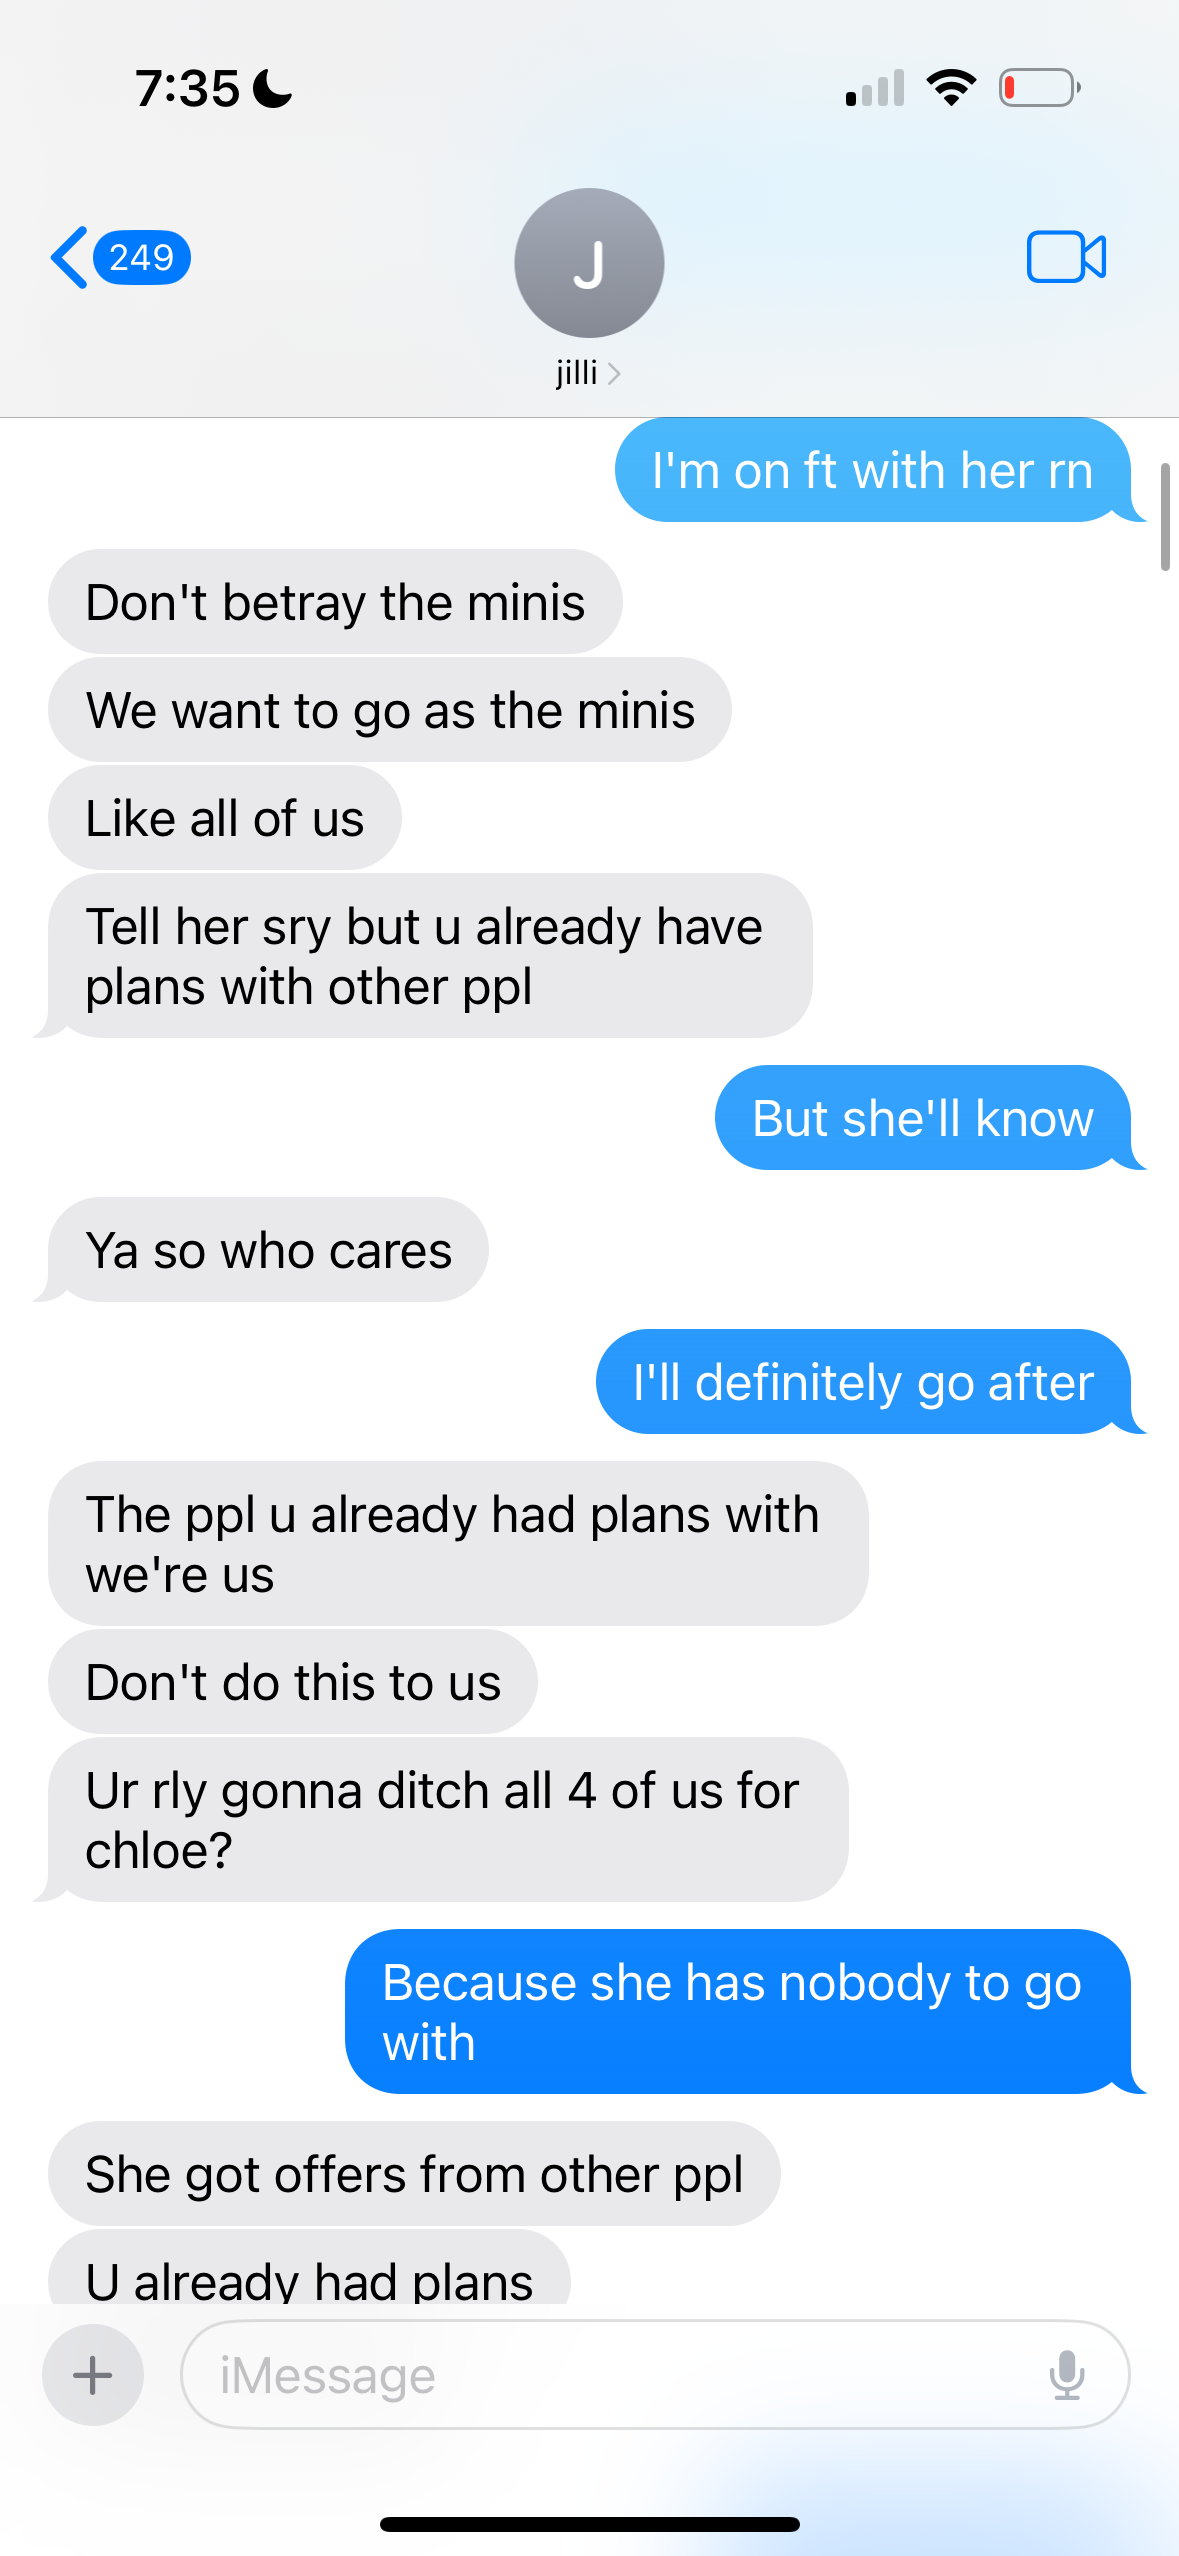 7:35
249
J
jilli
I'm on ft with her rn
Don't betray the minis
We want to go as the minis
Like all of us
Tell her sry but u already have
plans with other ppl
But she'll know
Ya so who cares
I'll definitely go after
The ppl u already had plans with
we're us
Don't do this to us
Ur rly gonna ditch all 4 of us for
chloe?
Because she has nobody to go
with
She got offers from other ppl
U already had plans
iMessage